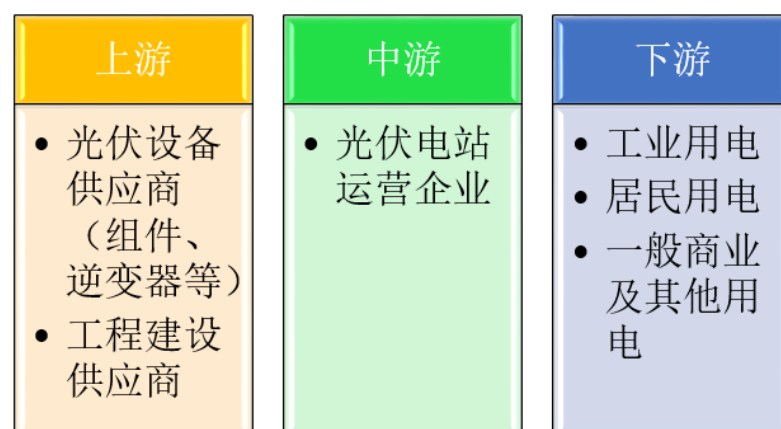 上游
• 光伏设备
供应商
（组件、
逆变器等）
• 工程建设
供应商
中游
• 光伏电站
运营企业
下游
• 工业用电
• 居民用电
• 一般商业
及其他用
电